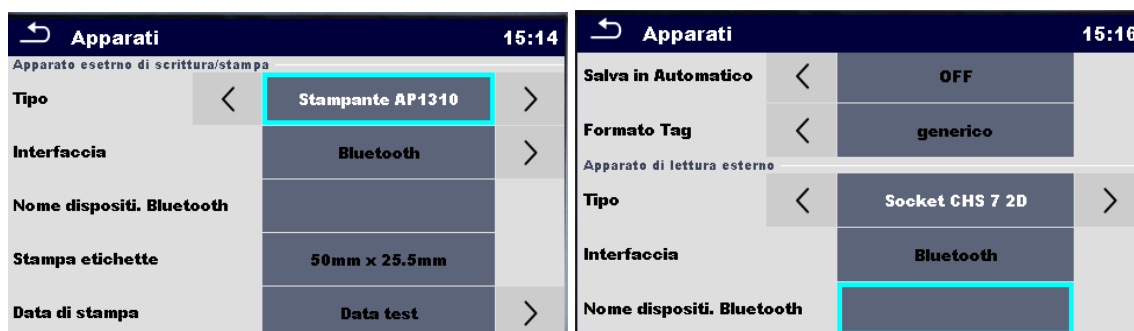 Apparati 15:14
Apparato esetrno di scrittura/stampa
Tipo Stampante AP1310
Interfaccia Bluetooth
Nome dispositi. Bluetooth
Stampa etichette 50mm x 25.5mm
Data di stampa Data test
Apparati 15:16
Salva in Automatico OFF
Formato Tag generico
Apparato di lettura esterno
Tipo Socket CHS 7 2D
Interfaccia Bluetooth
Nome dispositi. Bluetooth